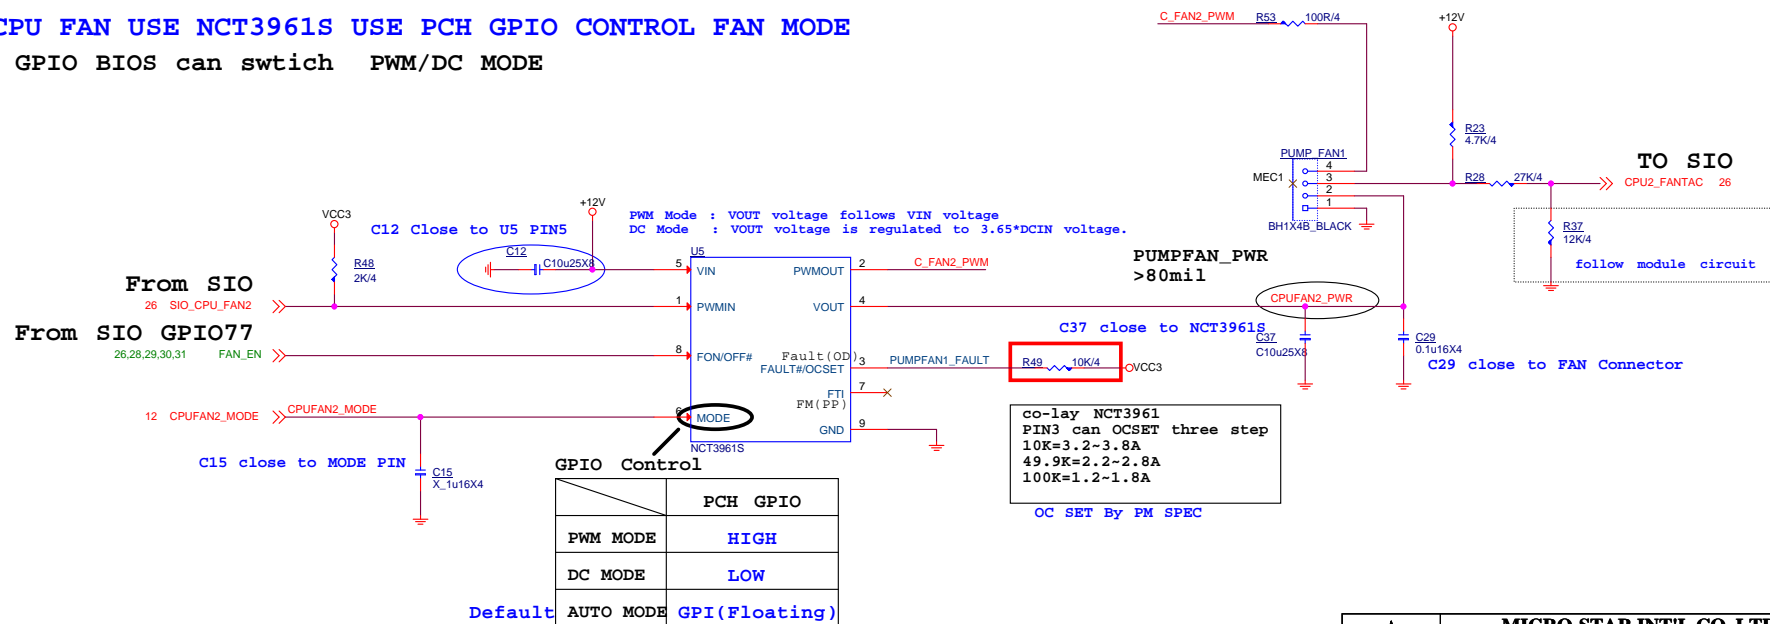 CPU FAN USE NCT3961S USE PCH GPIO CONTROL FAN MODE
GPIO BIOS can swtich PWM/DC MODE
C_FAN2_PWM R53 100R/4
+12V
R23
4.7K/4
PUMP_FAN1
MEC1
4
3
2
1
BH1X4B_BLACK
R28 27K/4
TO SIO
CPU2_FANTAC 26
R37
12K/4
follow module circuit
VCC3
R48
2K/4
C12 Close to U5 PIN5
+12V
C12
C10u25X8
PWM Mode : VOUT voltage follows VIN voltage
DC Mode : VOUT voltage is regulated to 3.65*DCIN voltage.
U5
5 VIN
1 PWMIN
8 FON/OFF#
6 MODE
PWMOUT 2
VOUT 4
Fault(OD)
FAULT#/OCSET 3
FTI 7
FM(PP)
GND 9
NCT3961S
C_FAN2_PWM
PUMPFAN_PWR
>80mil
CPUFAN2_PWR
From SIO
26 SIO_CPU_FAN2
From SIO GPIO77
26,28,29,30,31 FAN_EN
12 CPUFAN2_MODE CPUFAN2_MODE
C37 close to NCT3961S
C37
C10u25X8
C29
0.1u16X4
C29 close to FAN Connector
PUMPFAN1_FAULT R49 10K/4 VCC3
C15 close to MODE PIN
C15
X_1u16X4
co-lay NCT3961
PIN3 can OCSET three step
10K=3.2~3.8A
49.9K=2.2~2.8A
100K=1.2~1.8A
OC SET By PM SPEC
GPIO Control
PCH GPIO
PWM MODE HIGH
DC MODE LOW
Default AUTO MODE GPI(Floating)
MICRO-STAR INT'L CO.,LTD